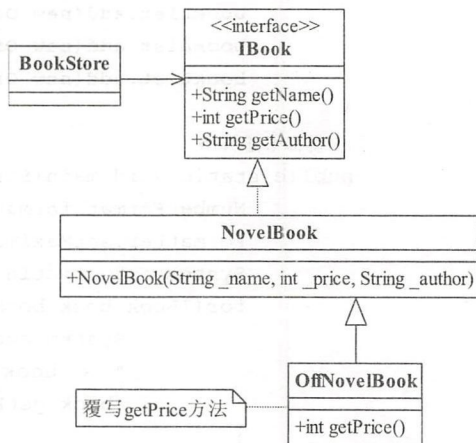 <<interface>>
IBook
BookStore
+String getName()
+int getPrice()
+String getAuthor()
NovelBook
+NovelBook(String _name, int _price, String _author)
OffNovelBook
覆写getPrice方法
+int getPrice()